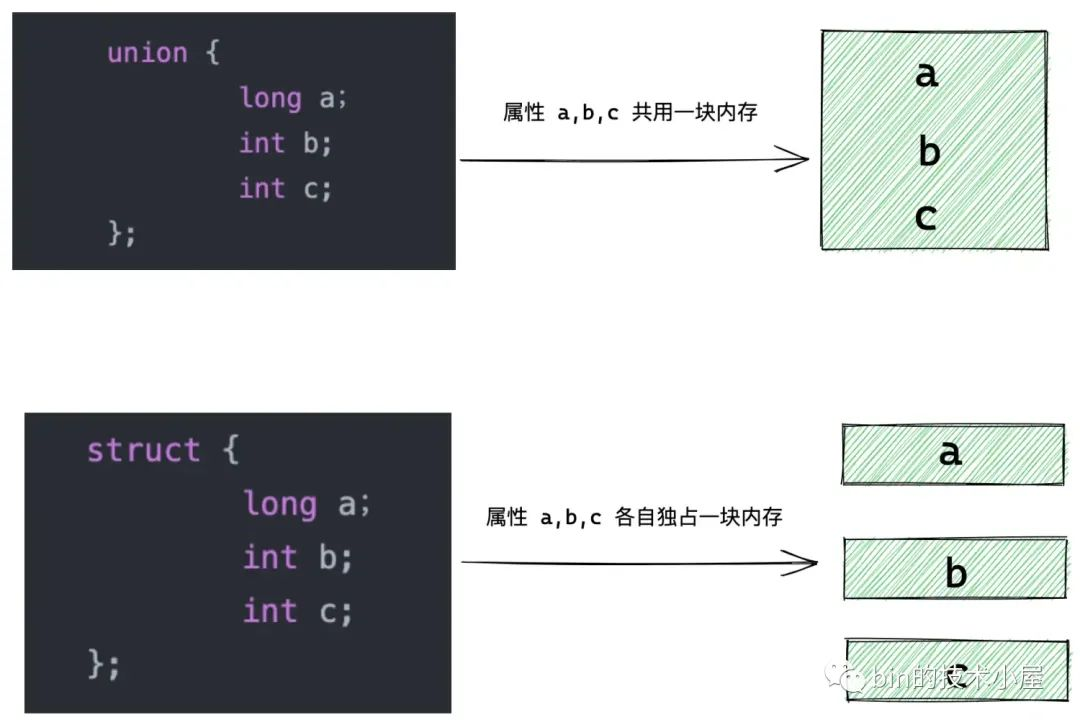 union {
long a;
int b;
int c;
};
属性 a,b,c 共用一块内存
a
b
c
struct {
long a;
int b;
int c;
};
属性 a,b,c 各自独占一块内存
a
b
c
bin的技术小屋